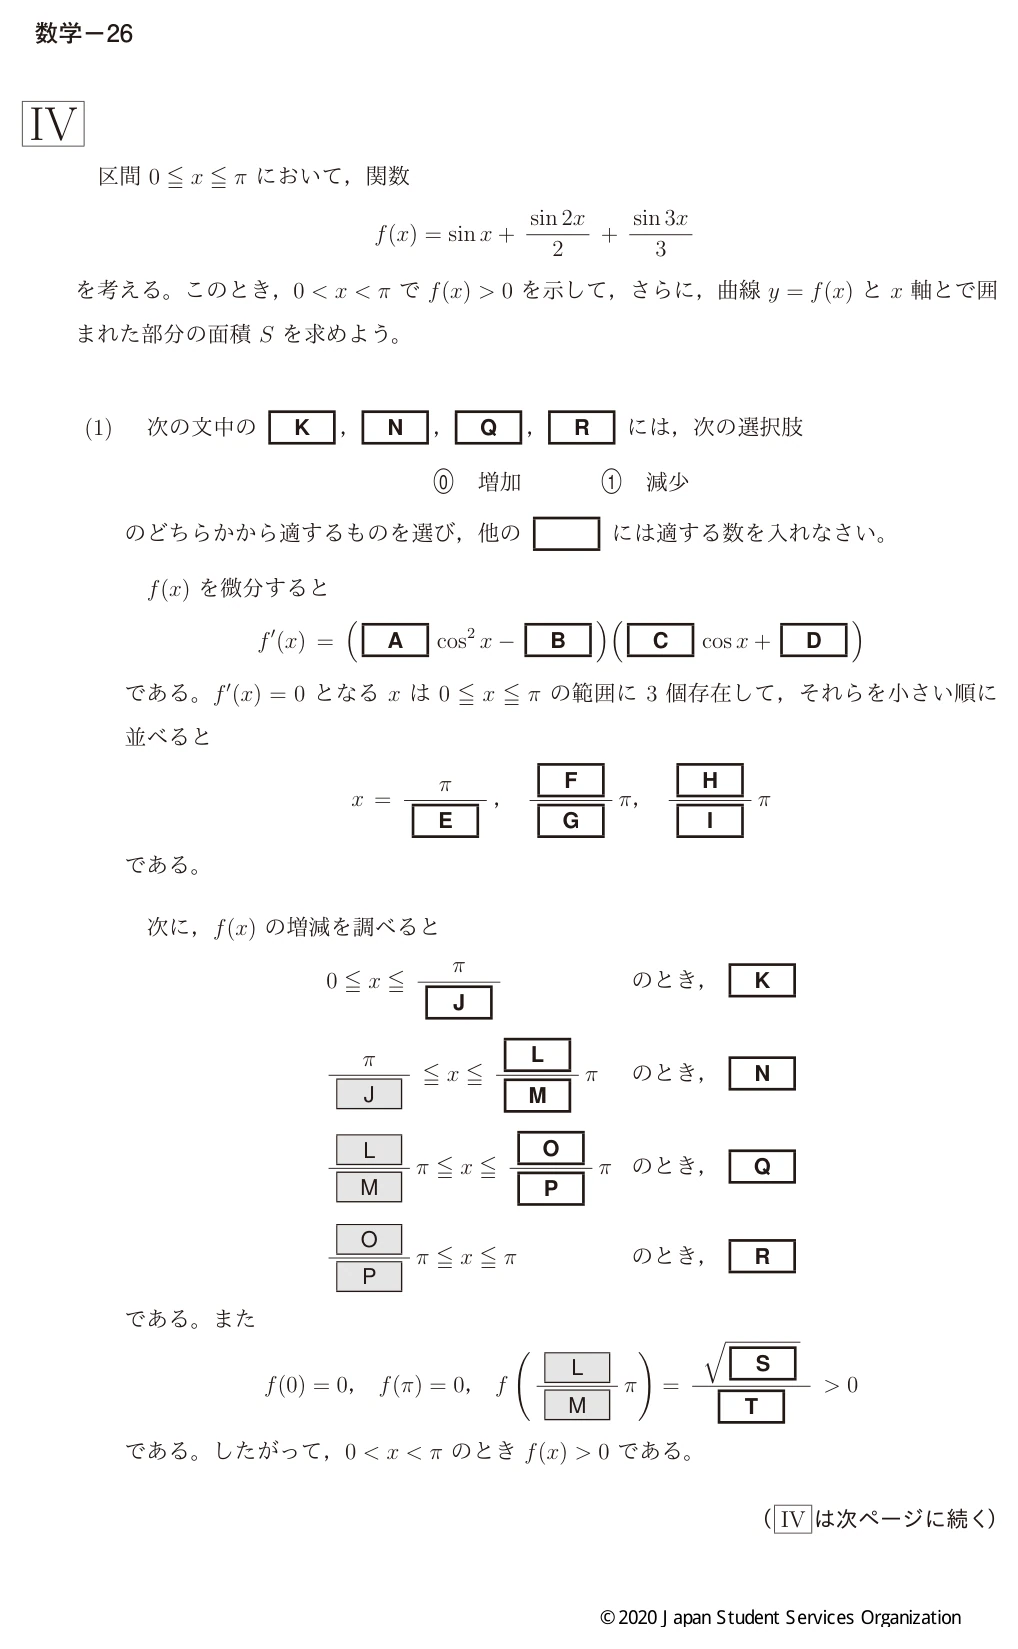 数学－26
IV
区間 0 ≦ x ≦ π において，関数
f(x) = sin x + sin 2x / 2 + sin 3x / 3
を考える。このとき，0 < x < π で f(x) > 0 を示して，さらに，曲線 y = f(x) と x 軸とで囲
まれた部分の面積 S を求めよう。
(1) 次の文中の K ，N ，Q ，R には，次の選択肢
⓪ 増加 ① 減少
のどちらかから適するものを選び，他の には適する数を入れなさい。
f(x) を微分すると
f′(x) = ( A cos² x − B )( C cos x + D )
である。f′(x) = 0 となる x は 0 ≦ x ≦ π の範囲に 3 個存在して，それらを小さい順に
並べると
x = π / E ， F / G π， H / I π
である。
次に，f(x) の増減を調べると
0 ≦ x ≦ π / J のとき， K
π / J ≦ x ≦ L / M π のとき， N
L / M π ≦ x ≦ O / P π のとき， Q
O / P π ≦ x ≦ π のとき， R
である。また
f(0) = 0， f(π) = 0， f ( L / M π ) = √S / T > 0
である。したがって，0 < x < π のとき f(x) > 0 である。
（IV は次ページに続く）
© 2020 Japan Student Services Organization